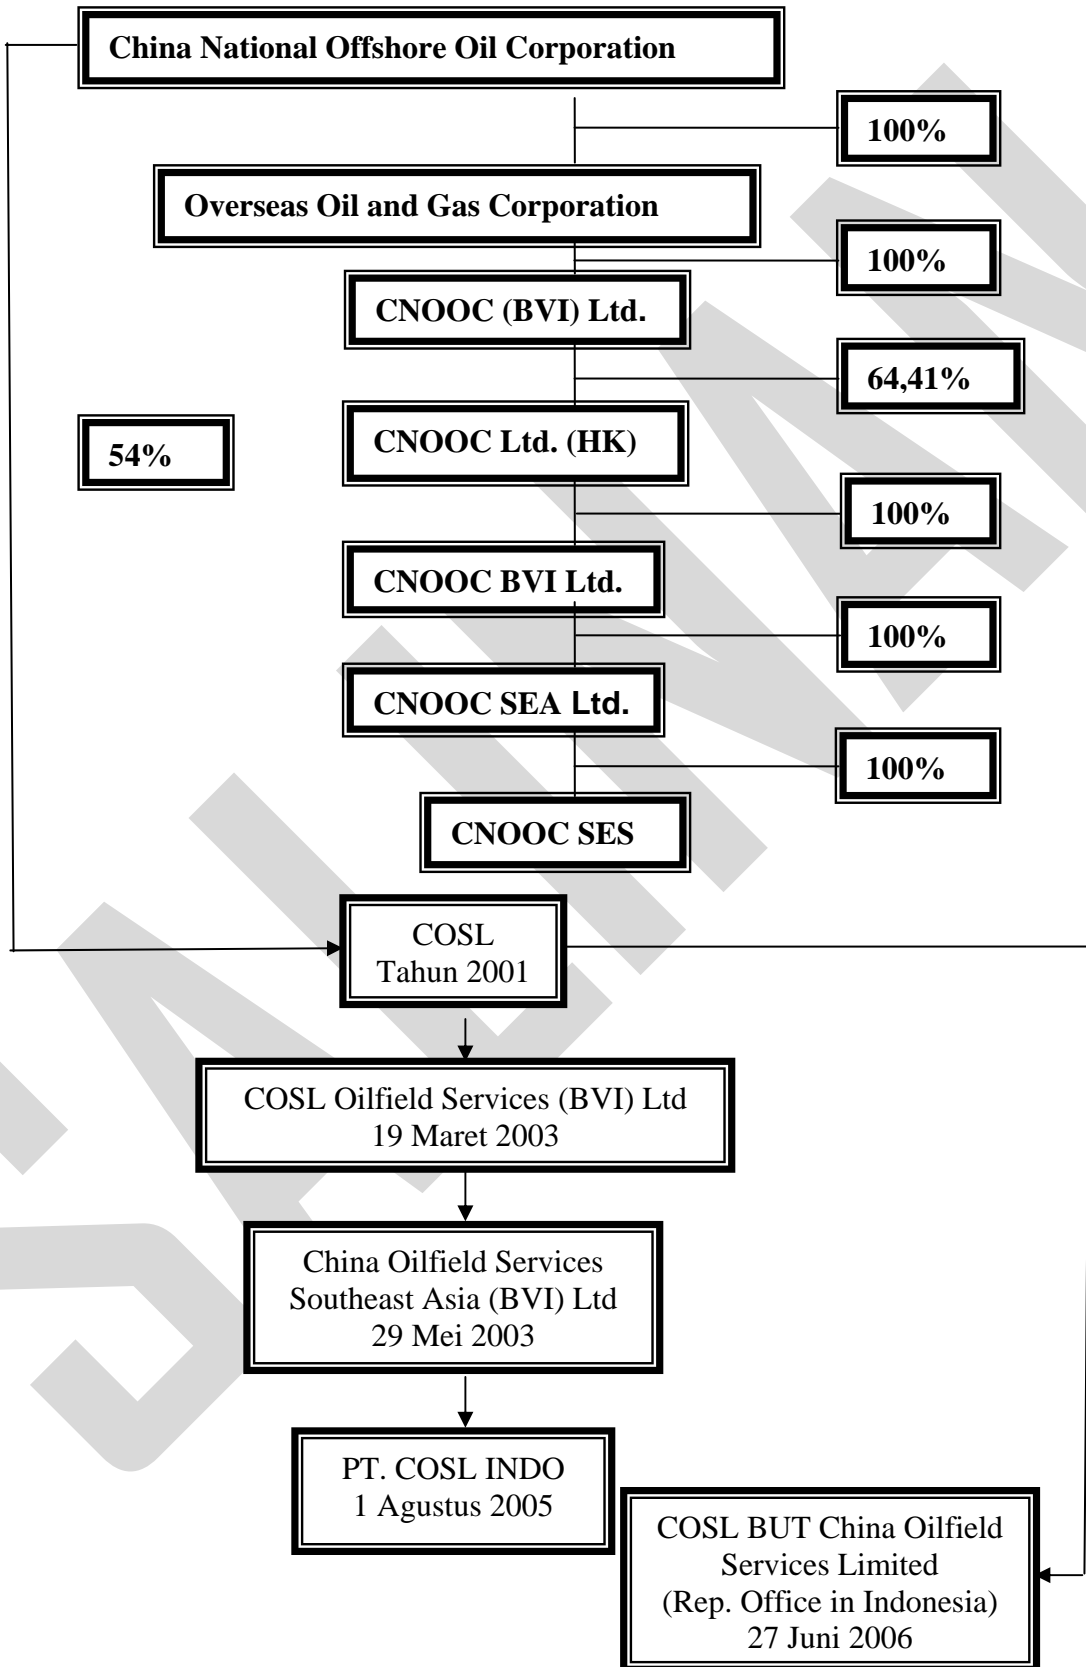 China National Offshore Oil Corporation
100%
Overseas Oil and Gas Corporation
100%
CNOOC (BVI) Ltd.
64,41%
CNOOC Ltd. (HK)
54%
100%
CNOOC BVI Ltd.
100%
CNOOC SEA Ltd.
100%
CNOOC SES
COSL
Tahun 2001
COSL Oilfield Services (BVI) Ltd
19 Maret 2003
China Oilfield Services
Southeast Asia (BVI) Ltd
29 Mei 2003
PT. COSL INDO
1 Agustus 2005
COSL BUT China Oilfield
Services Limited
(Rep. Office in Indonesia)
27 Juni 2006
SALINAN